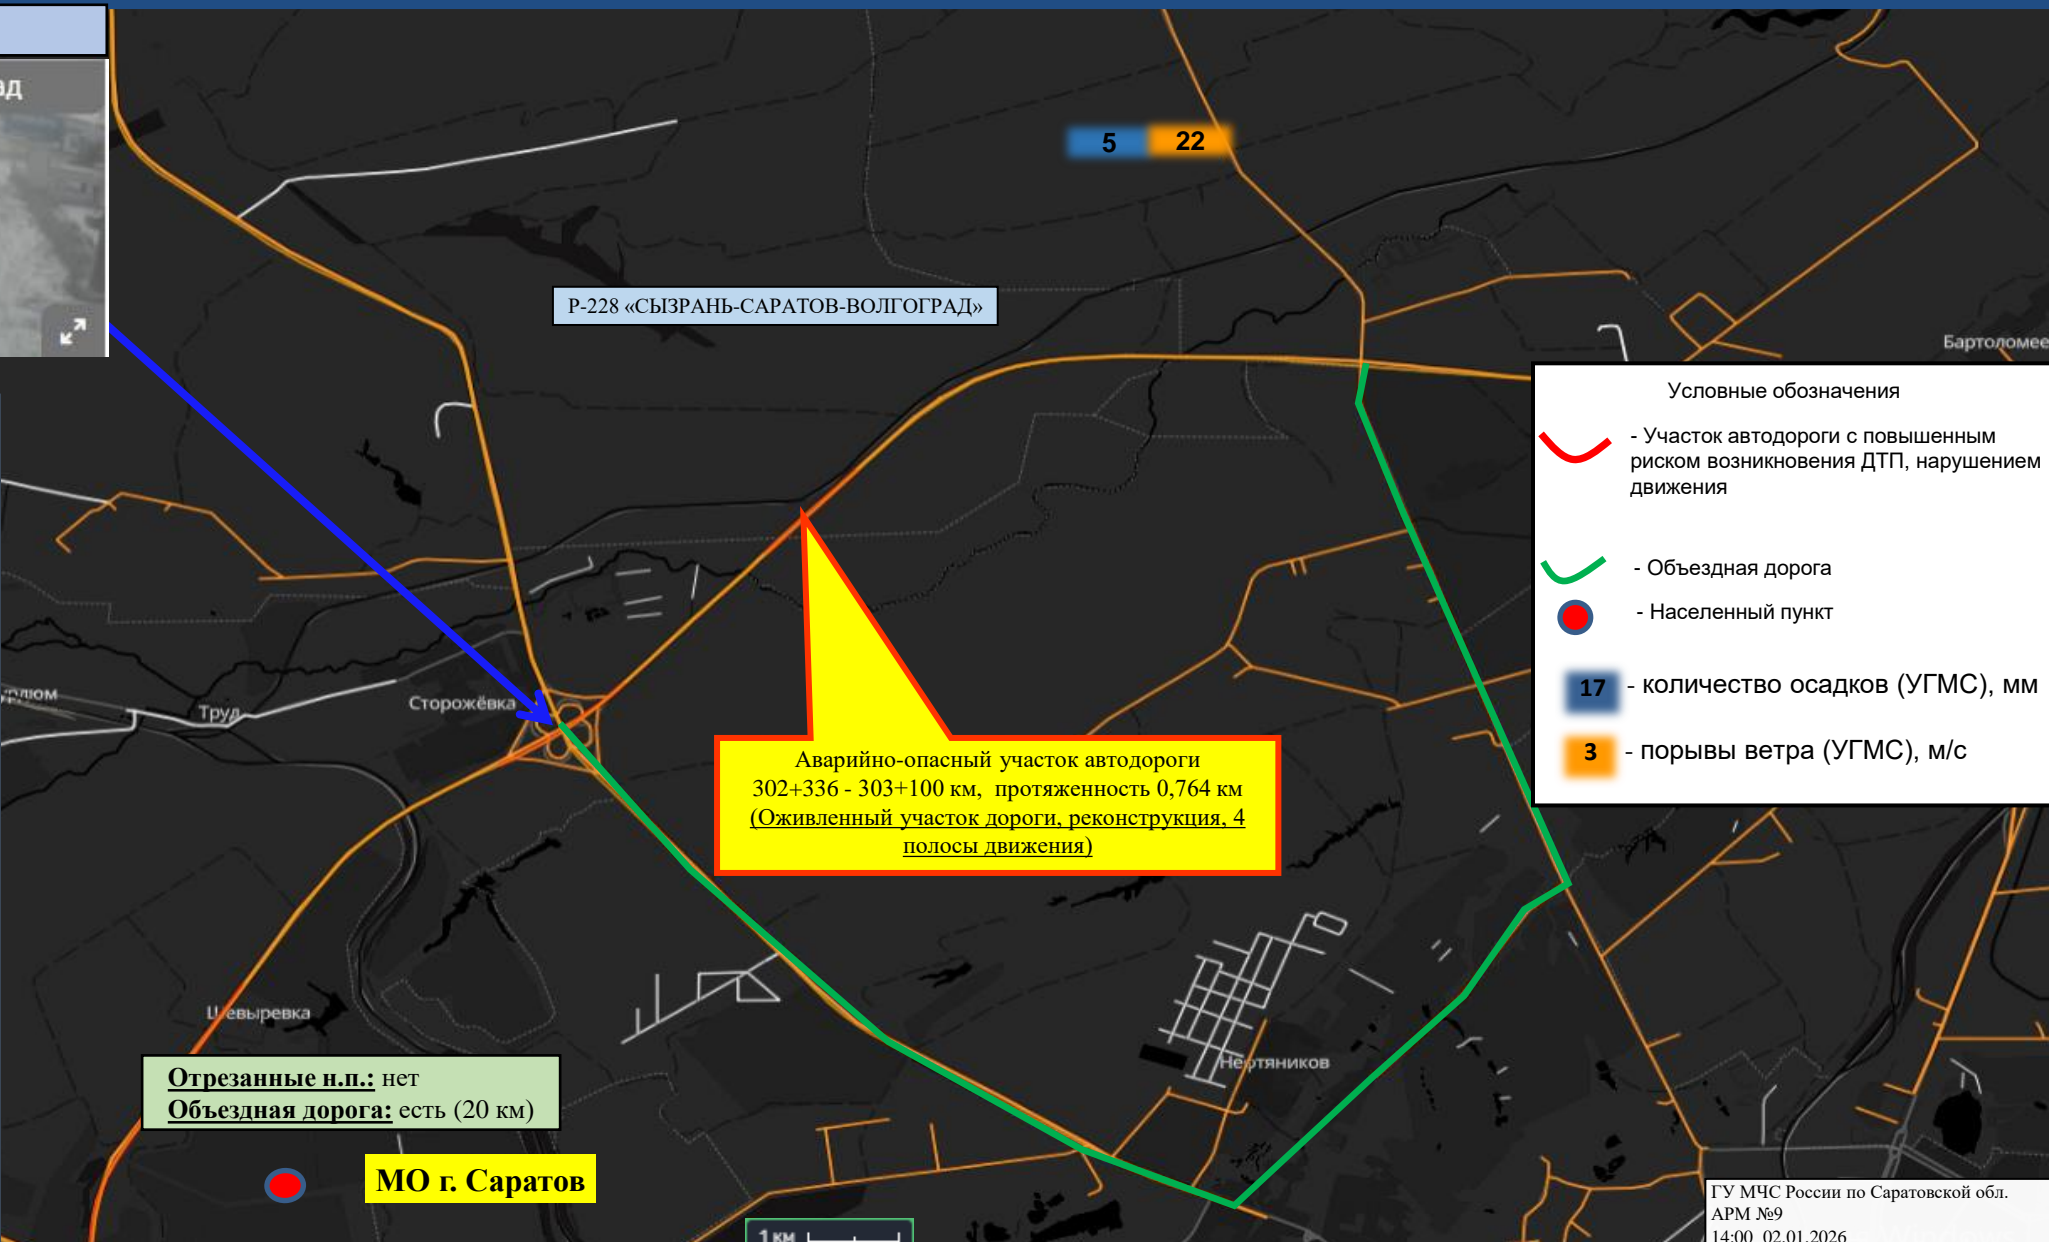 ад
5 22
Р-228 «СЫЗРАНЬ-САРАТОВ-ВОЛГОГРАД»
Бартоломее
Условные обозначения
- Участок автодороги с повышенным
риском возникновения ДТП, нарушением
движения
- Объездная дорога
- Населенный пункт
17 - количество осадков (УГМС), мм
3 - порывы ветра (УГМС), м/с
Труд
Сторожёвка
Аварийно-опасный участок автодороги
302+336 - 303+100 км, протяженность 0,764 км
(Оживленный участок дороги, реконструкция, 4
полосы движения)
Шевыревка
Нефтяников
Отрезанные н.п.: нет
Объездная дорога: есть (20 км)
МО г. Саратов
1 км
ГУ МЧС России по Саратовской обл.
АРМ №9
14:00 02.01.2026